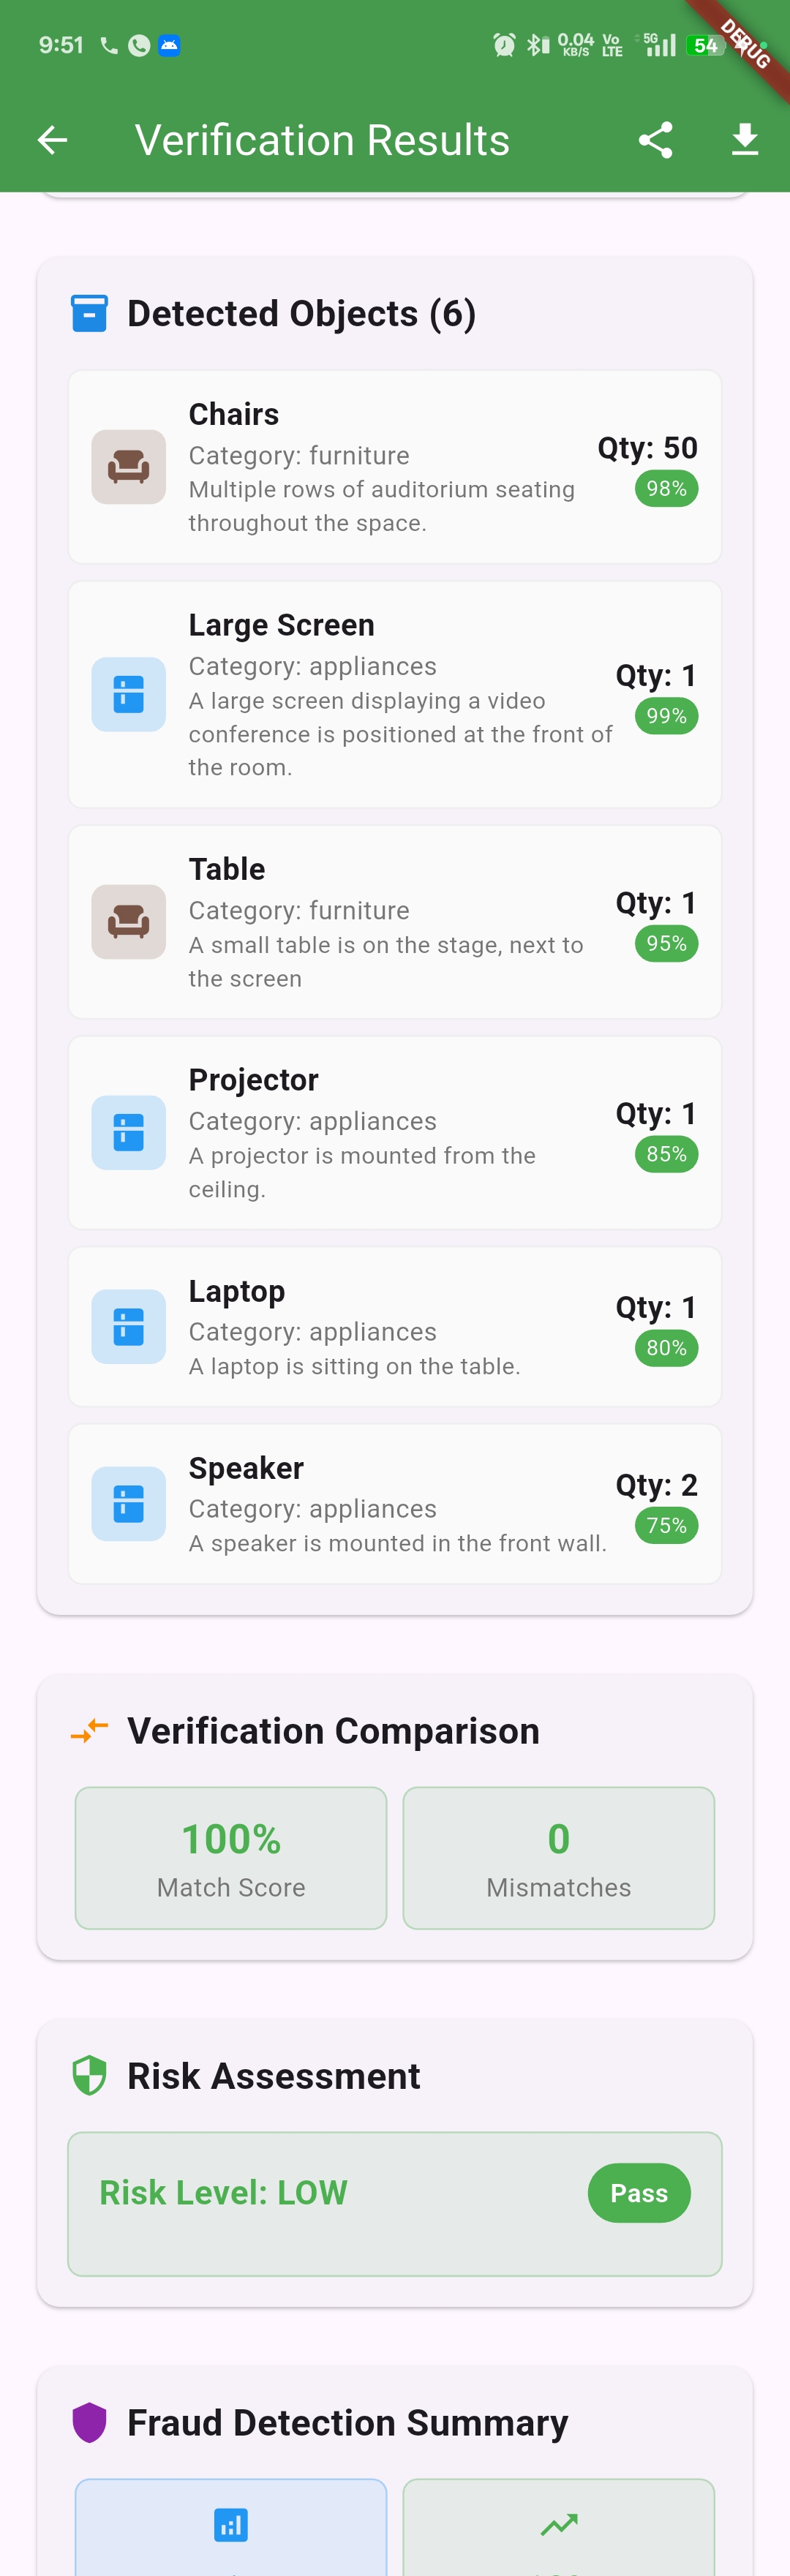 9:51
0.04
KB/S
Vo
LTE
5G
54
DEBUG
Verification Results
Detected Objects (6)
Chairs
Category: furniture
Multiple rows of auditorium seating
throughout the space.
Qty: 50
98%
Large Screen
Category: appliances
A large screen displaying a video
conference is positioned at the front of
the room.
Qty: 1
99%
Table
Category: furniture
A small table is on the stage, next to
the screen
Qty: 1
95%
Projector
Category: appliances
A projector is mounted from the
ceiling.
Qty: 1
85%
Laptop
Category: appliances
A laptop is sitting on the table.
Qty: 1
80%
Speaker
Category: appliances
A speaker is mounted in the front wall.
Qty: 2
75%
Verification Comparison
100%
Match Score
0
Mismatches
Risk Assessment
Risk Level: LOW
Pass
Fraud Detection Summary